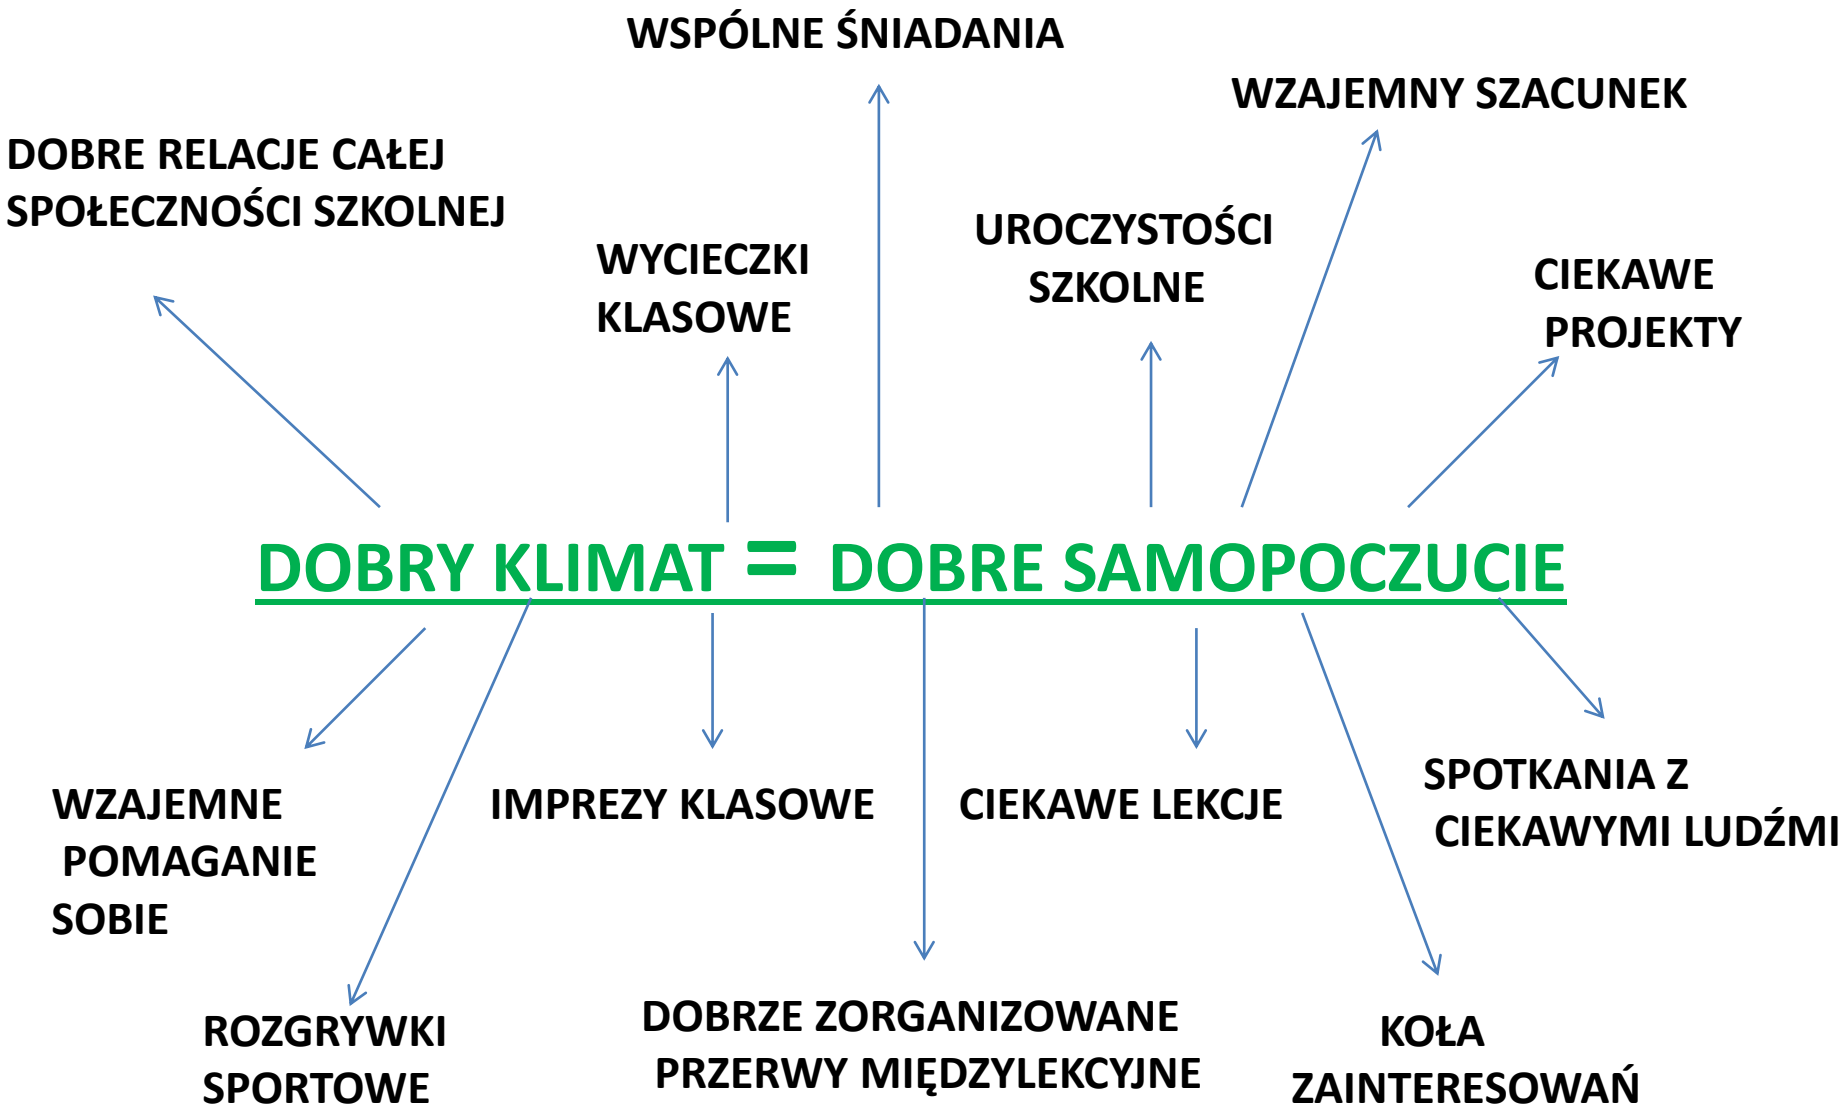 WSPÓLNE ŚNIADANIA
WZAJEMNY SZACUNEK
DOBRE RELACJE CAŁEJ
SPOŁECZNOŚCI SZKOLNEJ
WYCIECZKI
KLASOWE
UROCZYSTOŚCI
SZKOLNE
CIEKAWE
PROJEKTY
DOBRY KLIMAT = DOBRE SAMOPOCZUCIE
WZAJEMNE
POMAGANIE
SOBIE
IMPREZY KLASOWE
CIEKAWE LEKCJE
SPOTKANIA Z
CIEKAWYMI LUDŹMI
ROZGRYWKI
SPORTOWE
DOBRZE ZORGANIZOWANE
PRZERWY MIĘDZYLEKCYJNE
KOŁA
ZAINTERESOWAŃ